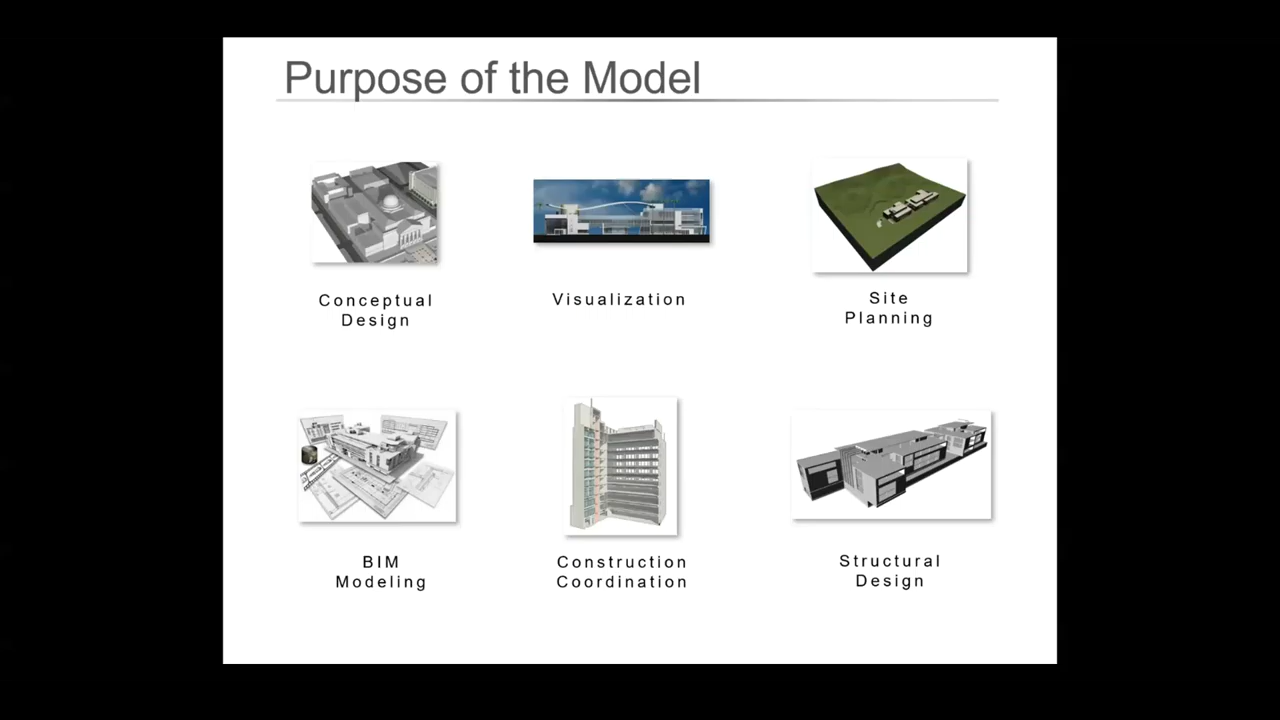 Purpose of the Model
Conceptual
Design
Visualization
Site
Planning
BIM
Modeling
Construction
Coordination
Structural
Design